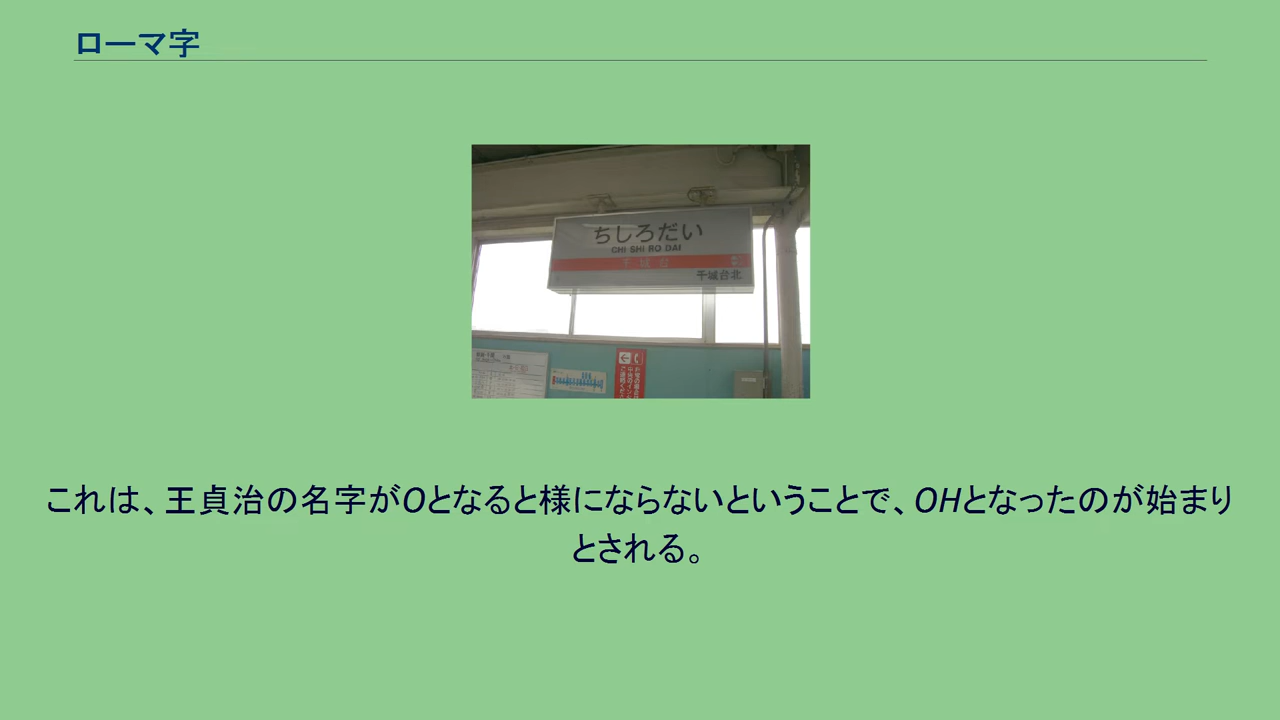 ローマ字
ちしろだい
CHI SHI RO DAI
千城台
千城台北
これは、王貞治の名字がOとなると様にならないということで、OHとなったのが始まり
とされる。